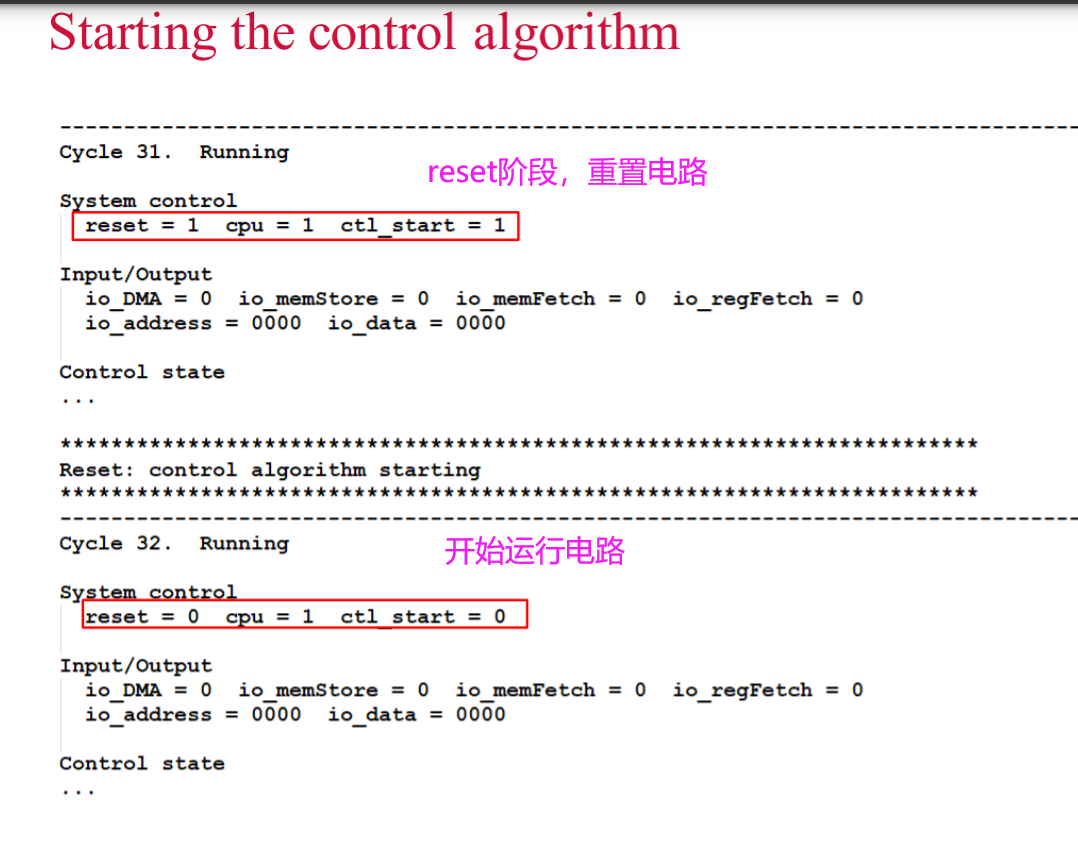 Starting the control algorithm
--------------------------------------------------------------------------------
Cycle 31.  Running
reset阶段，重置电路
System control
reset = 1  cpu = 1  ctl_start = 1
Input/Output
io_DMA = 0  io_memStore = 0  io_memFetch = 0  io_regFetch = 0
io_address = 0000  io_data = 0000
Control state
...
************************************************************************
Reset: control algorithm starting
************************************************************************
--------------------------------------------------------------------------------
Cycle 32.  Running
开始运行电路
System control
reset = 0  cpu = 1  ctl_start = 0
Input/Output
io_DMA = 0  io_memStore = 0  io_memFetch = 0  io_regFetch = 0
io_address = 0000  io_data = 0000
Control state
...